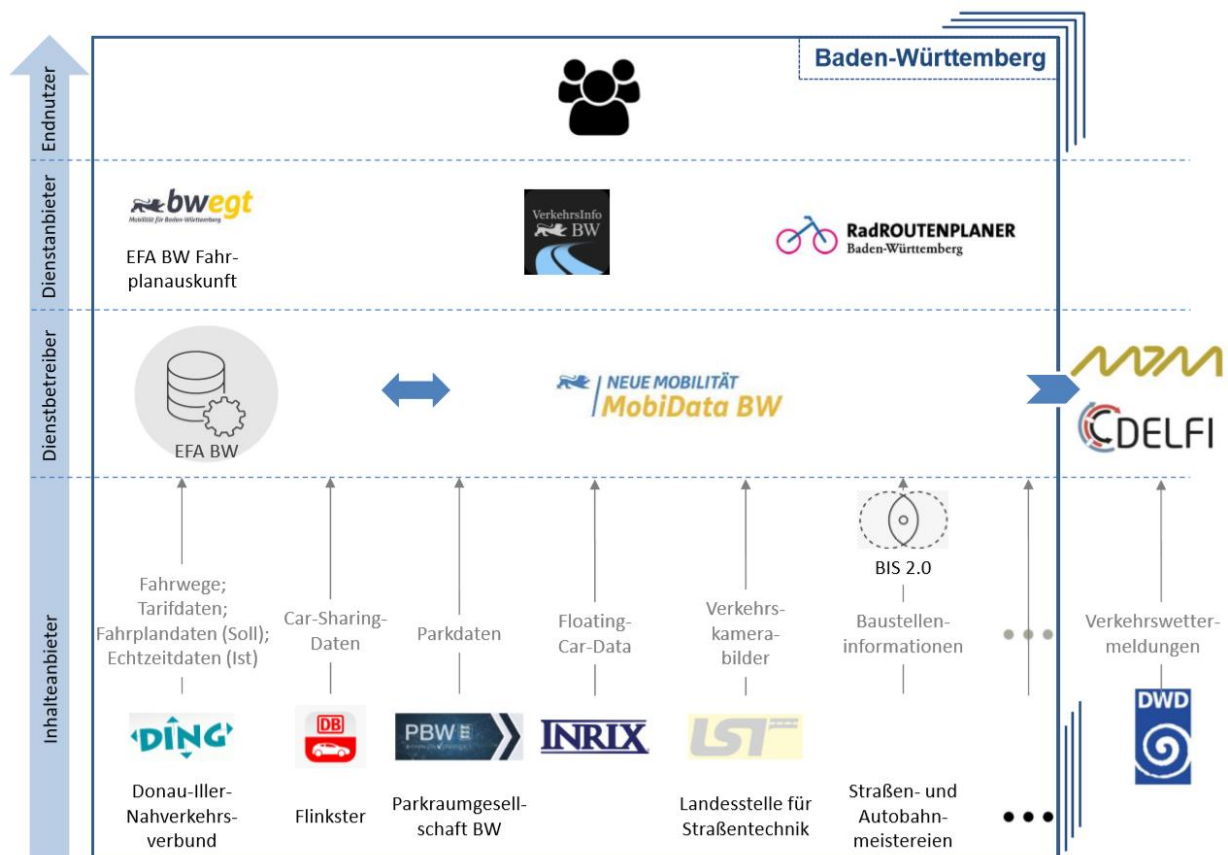 Baden-Württemberg
Endnutzer
Dienstanbieter
bwegt
Mobilität für Baden-Württemberg
EFA BW Fahr-
planauskunft
VerkehrsInfo
BW
RadROUTENPLANER
Baden-Württemberg
Dienstbetreiber
EFA BW
NEUE MOBILITÄT
MobiData BW
MDM
DELFI
Inhalteanbieter
BIS 2.0
Fahrwege;
Tarifdaten;
Fahrplandaten (Soll);
Echtzeitdaten (Ist)
Car-Sharing-
Daten
Parkdaten
Floating-
Car-Data
Verkehrs-
kamera-
bilder
Baustellen-
informationen
Verkehrswetter-
meldungen
DING
DB
PBW
INRIX
LST
DWD
Donau-Iller-
Nahverkehrs-
verbund
Flinkster
Parkraumgesell-
schaft BW
Landesstelle für
Straßentechnik
Straßen- und
Autobahn-
meistereien